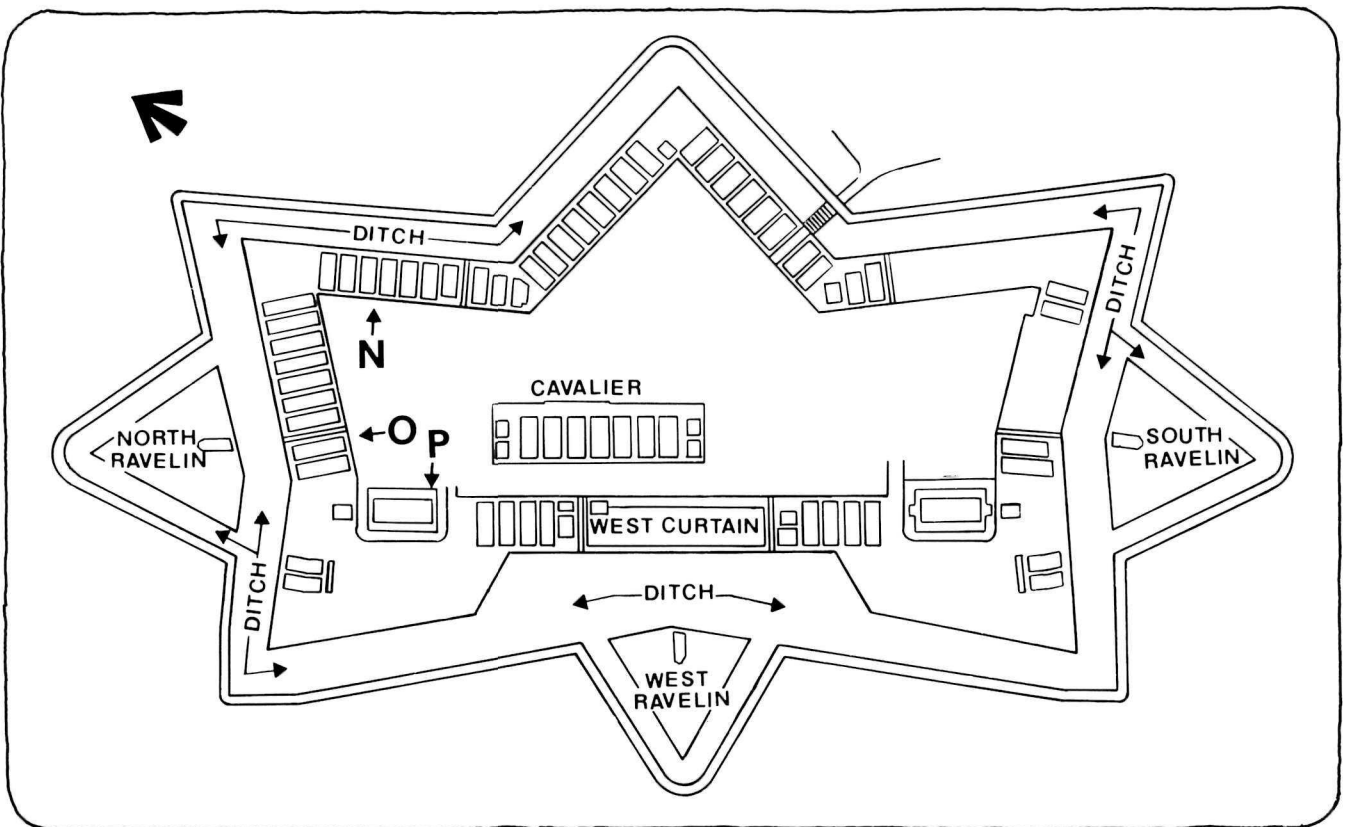 DITCH
DITCH
N
CAVALIER
O
P
NORTH
RAVELIN
SOUTH
RAVELIN
WEST CURTAIN
DITCH
DITCH
WEST
RAVELIN